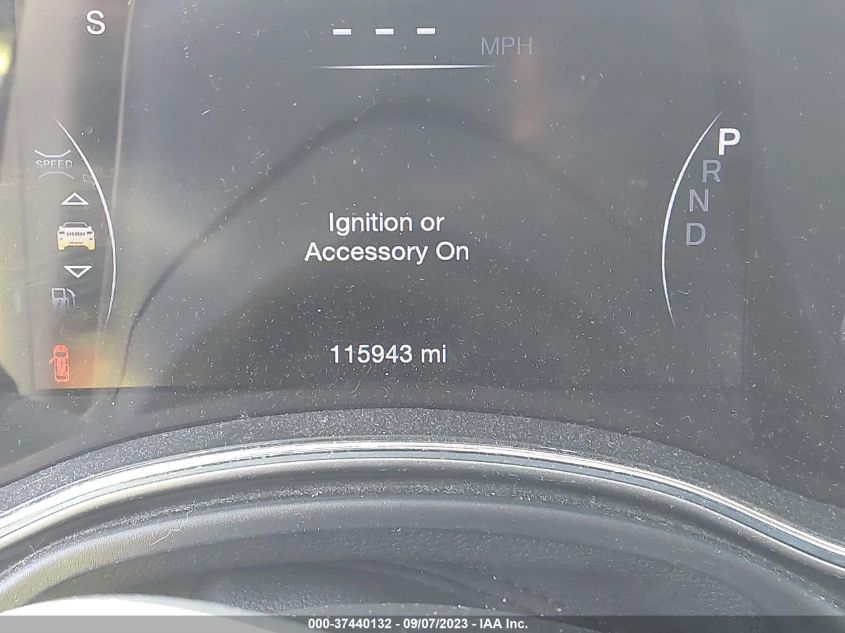 S
- - -
MPH
SPEED
P
R
N
D
Ignition or
Accessory On
115943 mi
000-37440132 - 09/07/2023 - IAA Inc.